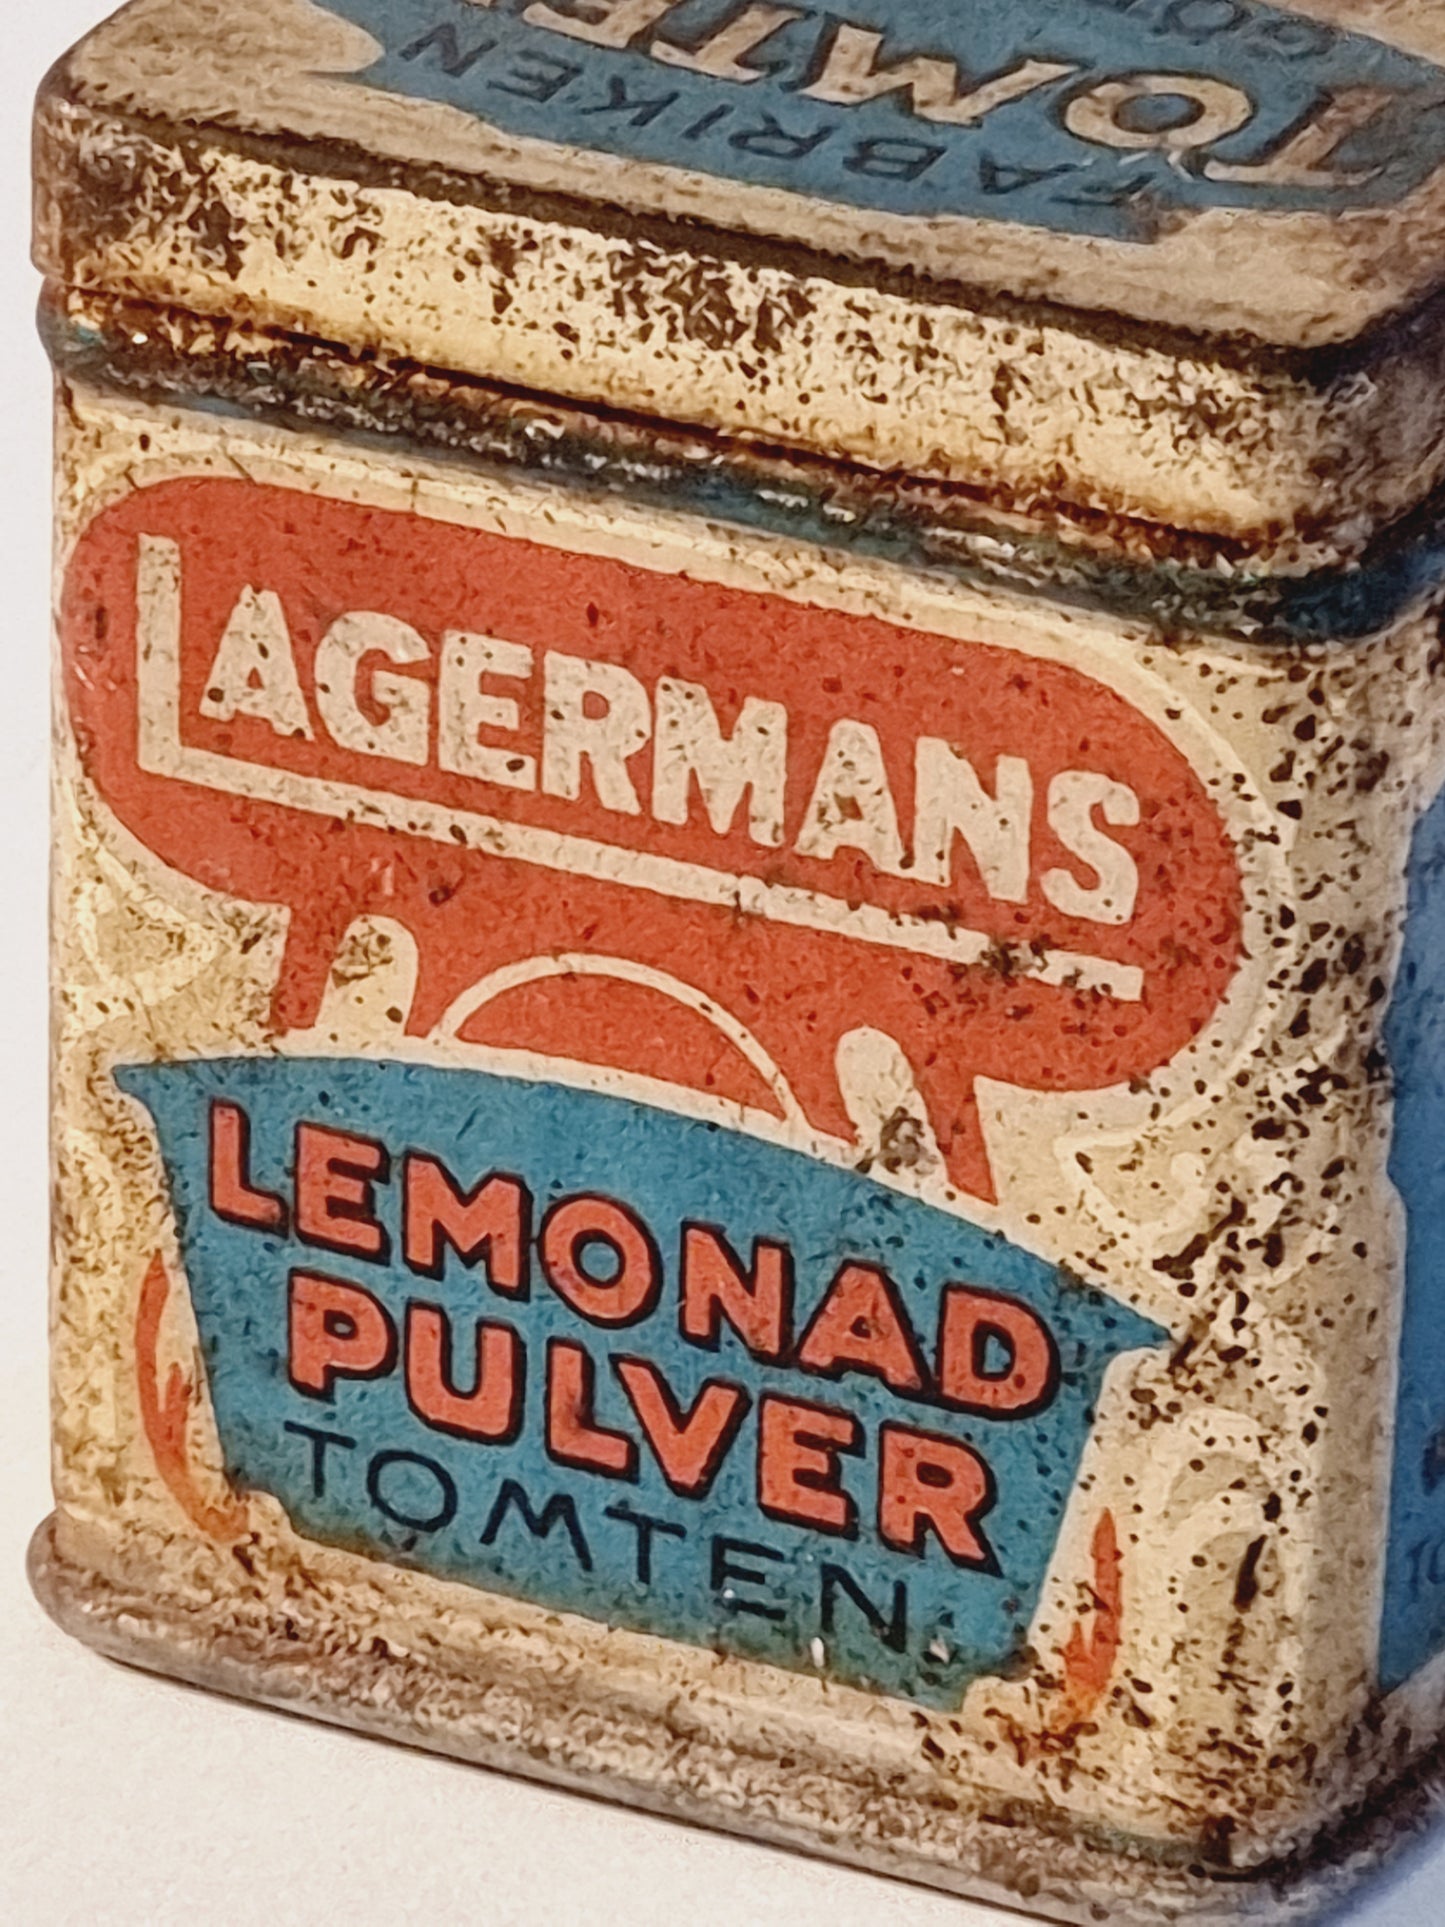 FABRIKEN
TOMTEN
LAGERMANS
LEMONAD
PULVER
TOMTEN